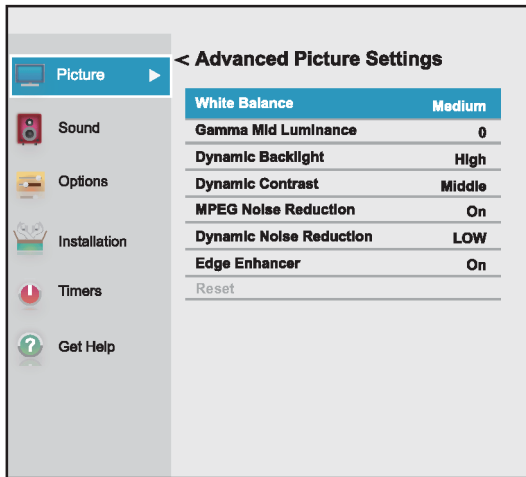 Picture
Sound
Options
Installation
Timers
Get Help
< Advanced Picture Settings
White Balance Medium
Gamma Mid Luminance 0
Dynamic Backlight High
Dynamic Contrast Middle
MPEG Noise Reduction On
Dynamic Noise Reduction LOW
Edge Enhancer On
Reset